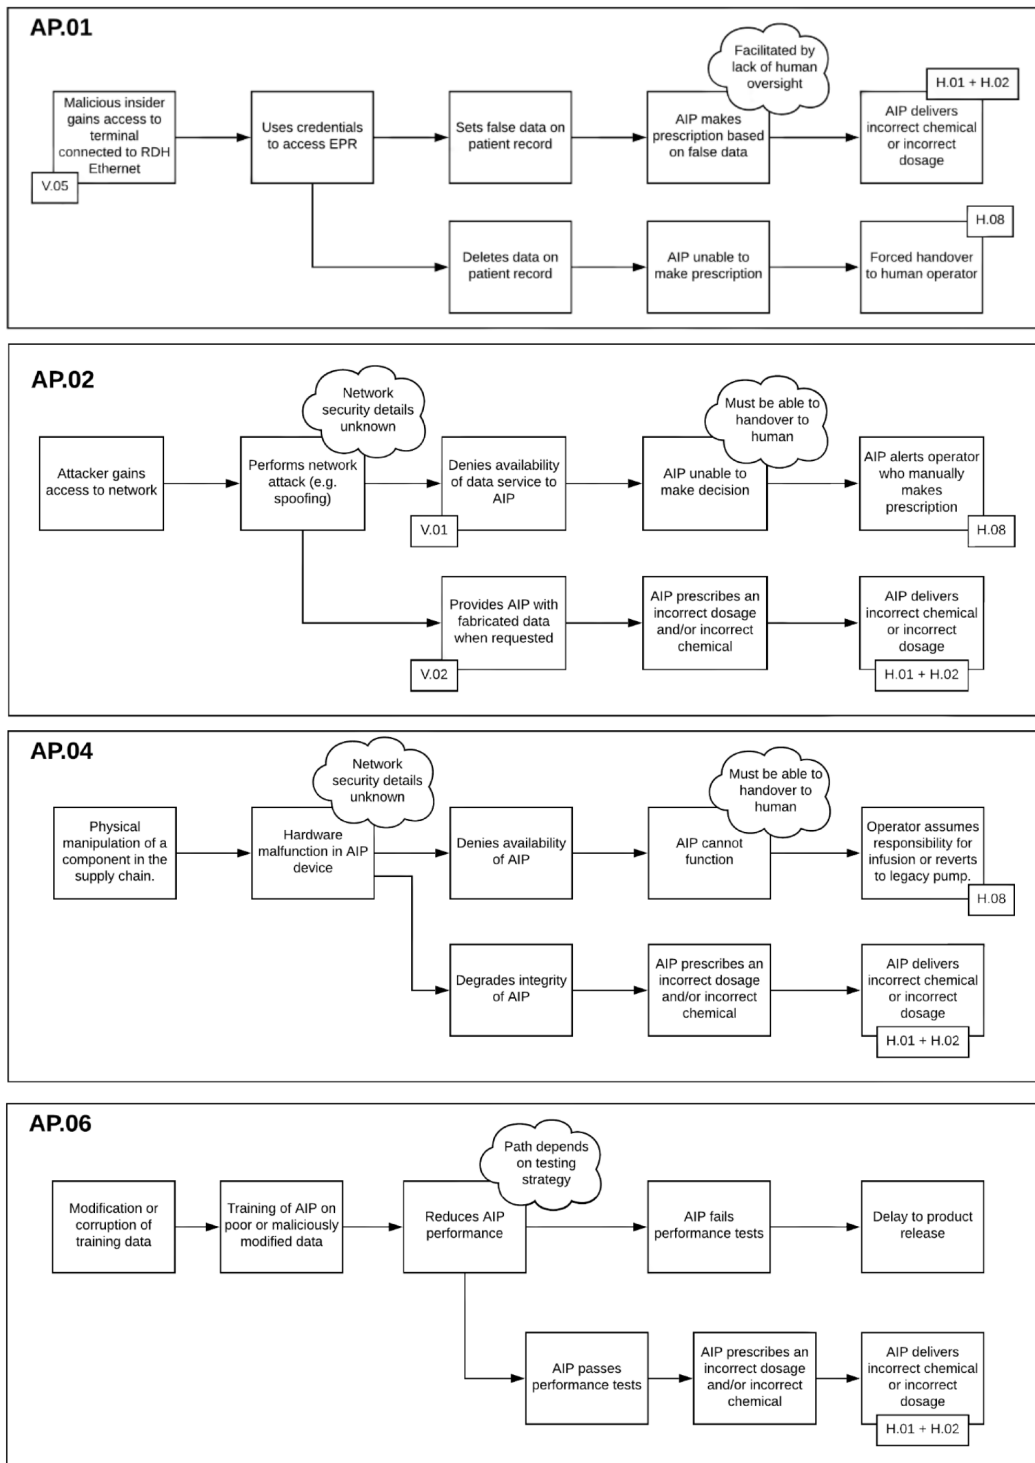 AP.01
Facilitated by
lack of human
oversight
H.01 + H.02
Malicious insider
gains access to
terminal
connected to RDH
Ethernet
V.05
Uses credentials
to access EPR
Sets false data on
patient record
AIP makes
prescription based
on false data
AIP delivers
incorrect chemical
or incorrect
dosage
H.08
Deletes data on
patient record
AIP unable to
make prescription
Forced handover
to human operator
AP.02
Network
security details
unknown
Must be able to
handover to
human
Attacker gains
access to network
Performs network
attack (e.g.
spoofing)
Denies availability
of data service to
AIP
V.01
AIP unable to
make decision
AIP alerts operator
who manually
makes
prescription
H.08
Provides AIP with
fabricated data
when requested
V.02
AIP prescribes an
incorrect dosage
and/or incorrect
chemical
AIP delivers
incorrect chemical
or incorrect
dosage
H.01 + H.02
AP.04
Network
security details
unknown
Must be able to
handover to
human
Physical
manipulation of a
component in the
supply chain.
Hardware
malfunction in AIP
device
Denies availability
of AIP
AIP cannot
function
Operator assumes
responsibility for
infusion or reverts
to legacy pump.
H.08
Degrades integrity
of AIP
AIP prescribes an
incorrect dosage
and/or incorrect
chemical
AIP delivers
incorrect chemical
or incorrect
dosage
H.01 + H.02
AP.06
Path depends
on testing
strategy
Modification or
corruption of
training data
Training of AIP on
poor or maliciously
modified data
Reduces AIP
performance
AIP fails
performance tests
Delay to product
release
AIP passes
performance tests
AIP prescribes an
incorrect dosage
and/or incorrect
chemical
AIP delivers
incorrect chemical
or incorrect
dosage
H.01 + H.02